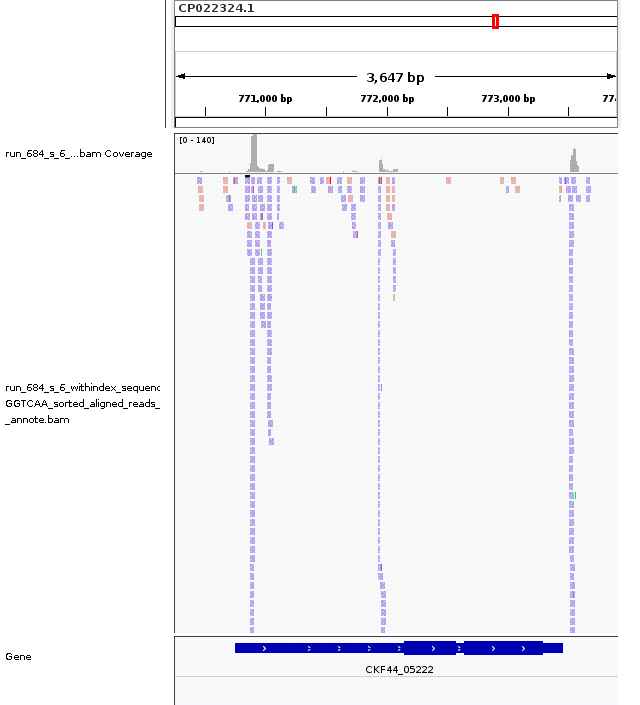 CP022324.1
3,647 bp
771,000 bp 772,000 bp 773,000 bp 774
run_684_s_6_...bam Coverage
[0 - 140]
run_684_s_6_withindex_sequenc
GGTCAA_sorted_aligned_reads_
_annote.bam
Gene
CKF44_05222